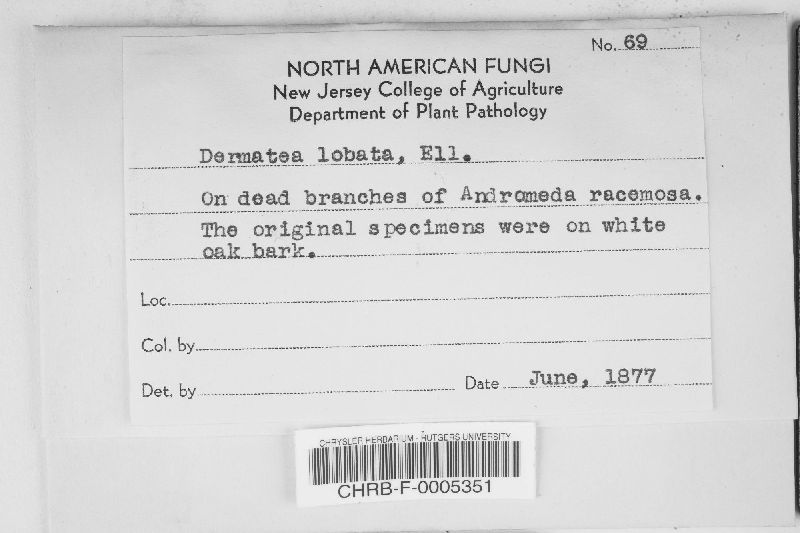 No. 69
NORTH AMERICAN FUNGI
New Jersey College of Agriculture
Department of Plant Pathology
Dermatea lobata, Ell.
On dead branches of Andromeda racemosa.
The original specimens were on white
oak bark.
Loc.
Col. by
Det. by
Date June, 1877
CHRYSLER HERBARIUM - RUTGERS UNIVERSITY
CHRB-F-0005351